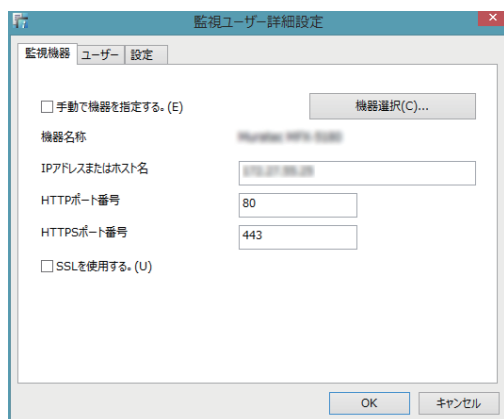 監視ユーザー詳細設定
監視機器 ユーザー 設定
手動で機器を指定する。(E) 機器選択(C)...
機器名称
IPアドレスまたはホスト名
HTTPポート番号 80
HTTPSポート番号 443
SSLを使用する。(U)
OK キャンセル